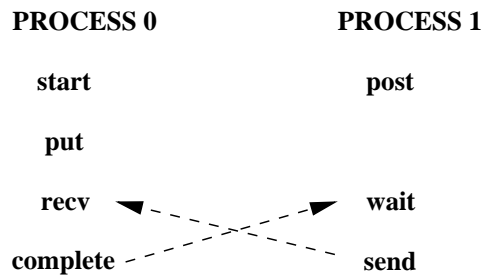 PROCESS 0 PROCESS 1
start post
put
recv wait
complete send